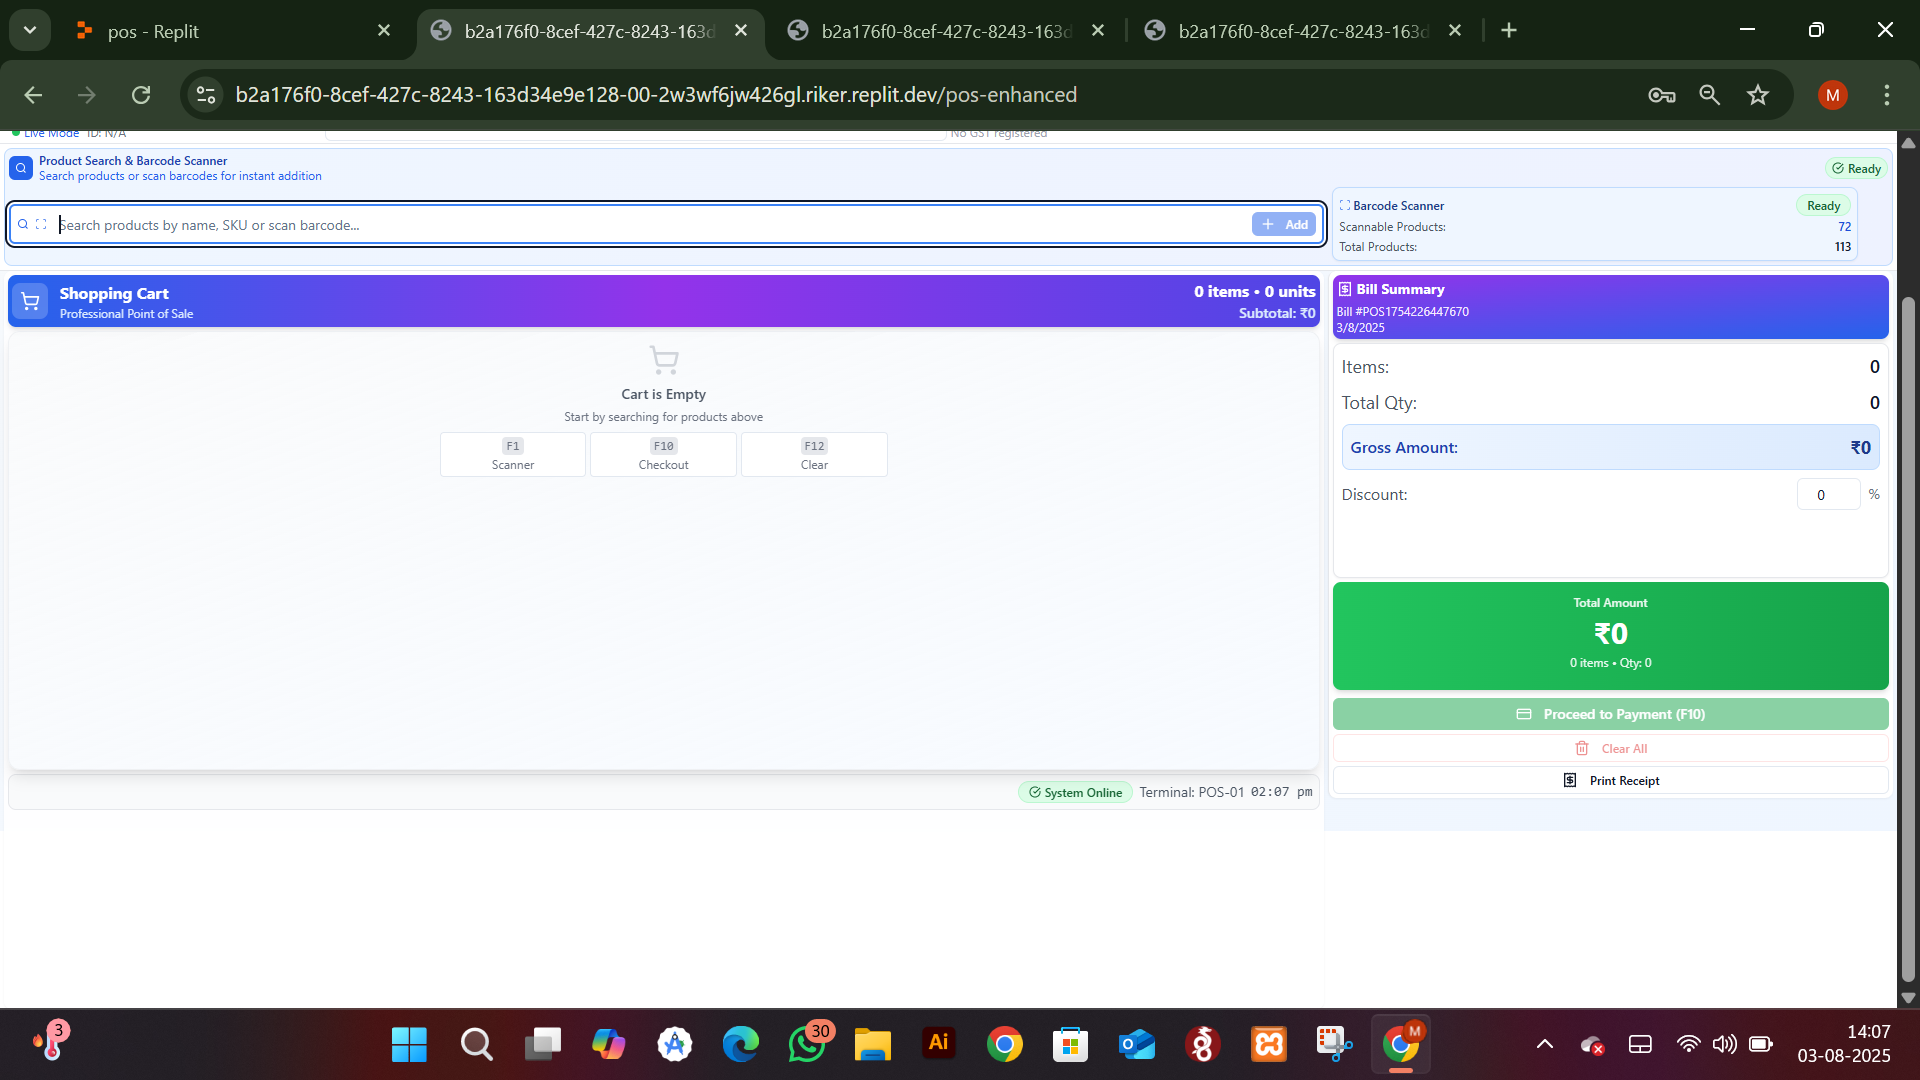 pos - Replit
b2a176f0-8cef-427c-8243-163d
b2a176f0-8cef-427c-8243-163d
b2a176f0-8cef-427c-8243-163d
b2a176f0-8cef-427c-8243-163d34e9e128-00-2w3wf6jw426gl.riker.replit.dev/pos-enhanced
M
Live Mode ID: N/A
No GST registered
Product Search & Barcode Scanner
Search products or scan barcodes for instant addition
Ready
Search products by name, SKU or scan barcode...
Add
Barcode Scanner
Ready
Scannable Products: 72
Total Products: 113
Shopping Cart
Professional Point of Sale
0 items • 0 units
Subtotal: ₹0
Cart is Empty
Start by searching for products above
F1
Scanner
F10
Checkout
F12
Clear
System Online
Terminal: POS-01 02:07 pm
Bill Summary
Bill #POS1754226447670
3/8/2025
Items: 0
Total Qty: 0
Gross Amount: ₹0
Discount: 0 %
Total Amount
₹0
0 items • Qty: 0
Proceed to Payment (F10)
Clear All
Print Receipt
3
30
Ai
M
14:07
03-08-2025